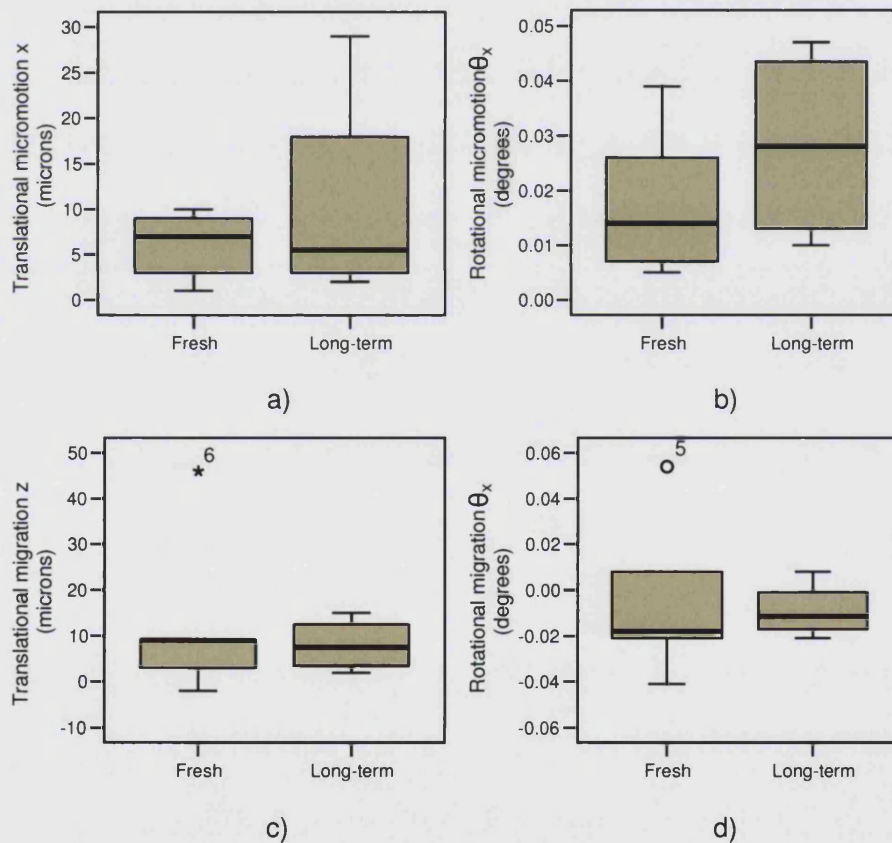 Translational micromotion x
(microns)
30
25
20
15
10
5
0
Fresh Long-term
a)
Rotational micromotion θx
(degrees)
0.05
0.04
0.03
0.02
0.01
0.00
Fresh Long-term
b)
Translational migration z
(microns)
50
40
30
20
10
0
-10
*6
Fresh Long-term
c)
Rotational migration θx
(degrees)
0.06
0.04
0.02
0.00
-0.02
-0.04
-0.06
5
Fresh Long-term
d)